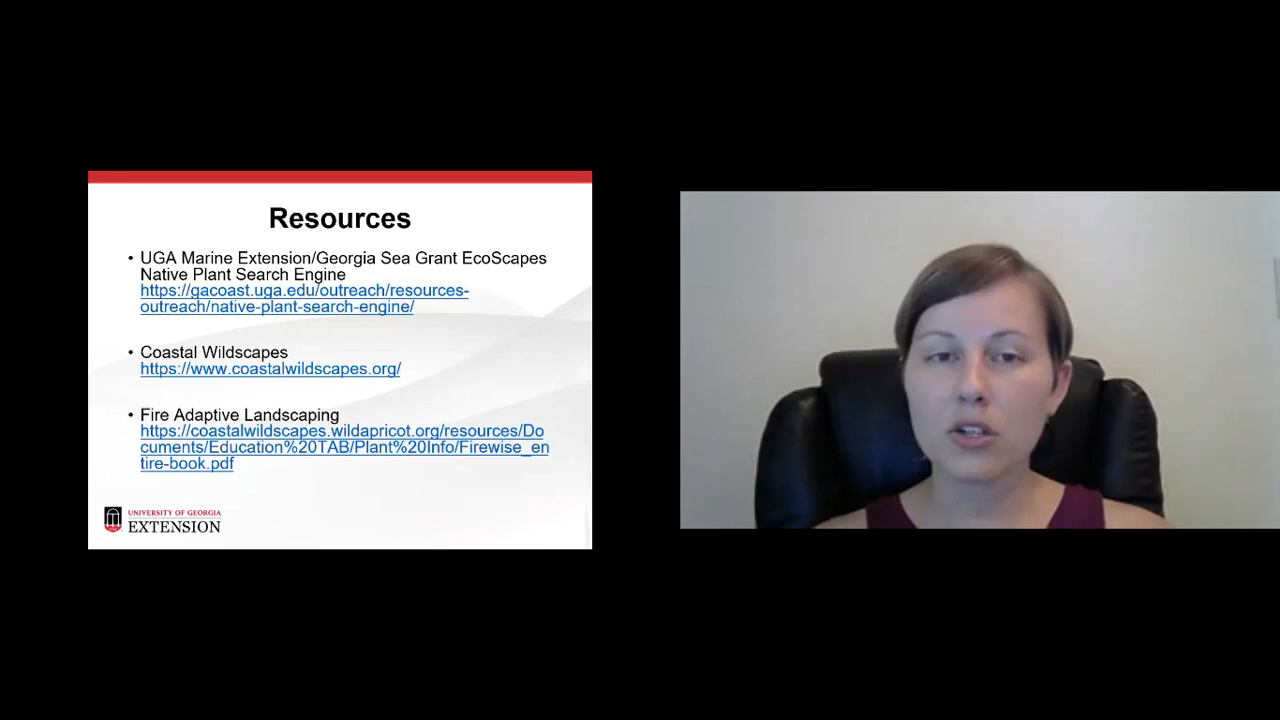 Resources
• UGA Marine Extension/Georgia Sea Grant EcoScapes
Native Plant Search Engine
https://gacoast.uga.edu/outreach/resources-
outreach/native-plant-search-engine/
• Coastal Wildscapes
https://www.coastalwildscapes.org/
• Fire Adaptive Landscaping
https://coastalwildscapes.wildapricot.org/resources/Do
cuments/Education%20TAB/Plant%20Info/Firewise_en
tire-book.pdf
UNIVERSITY OF GEORGIA
EXTENSION